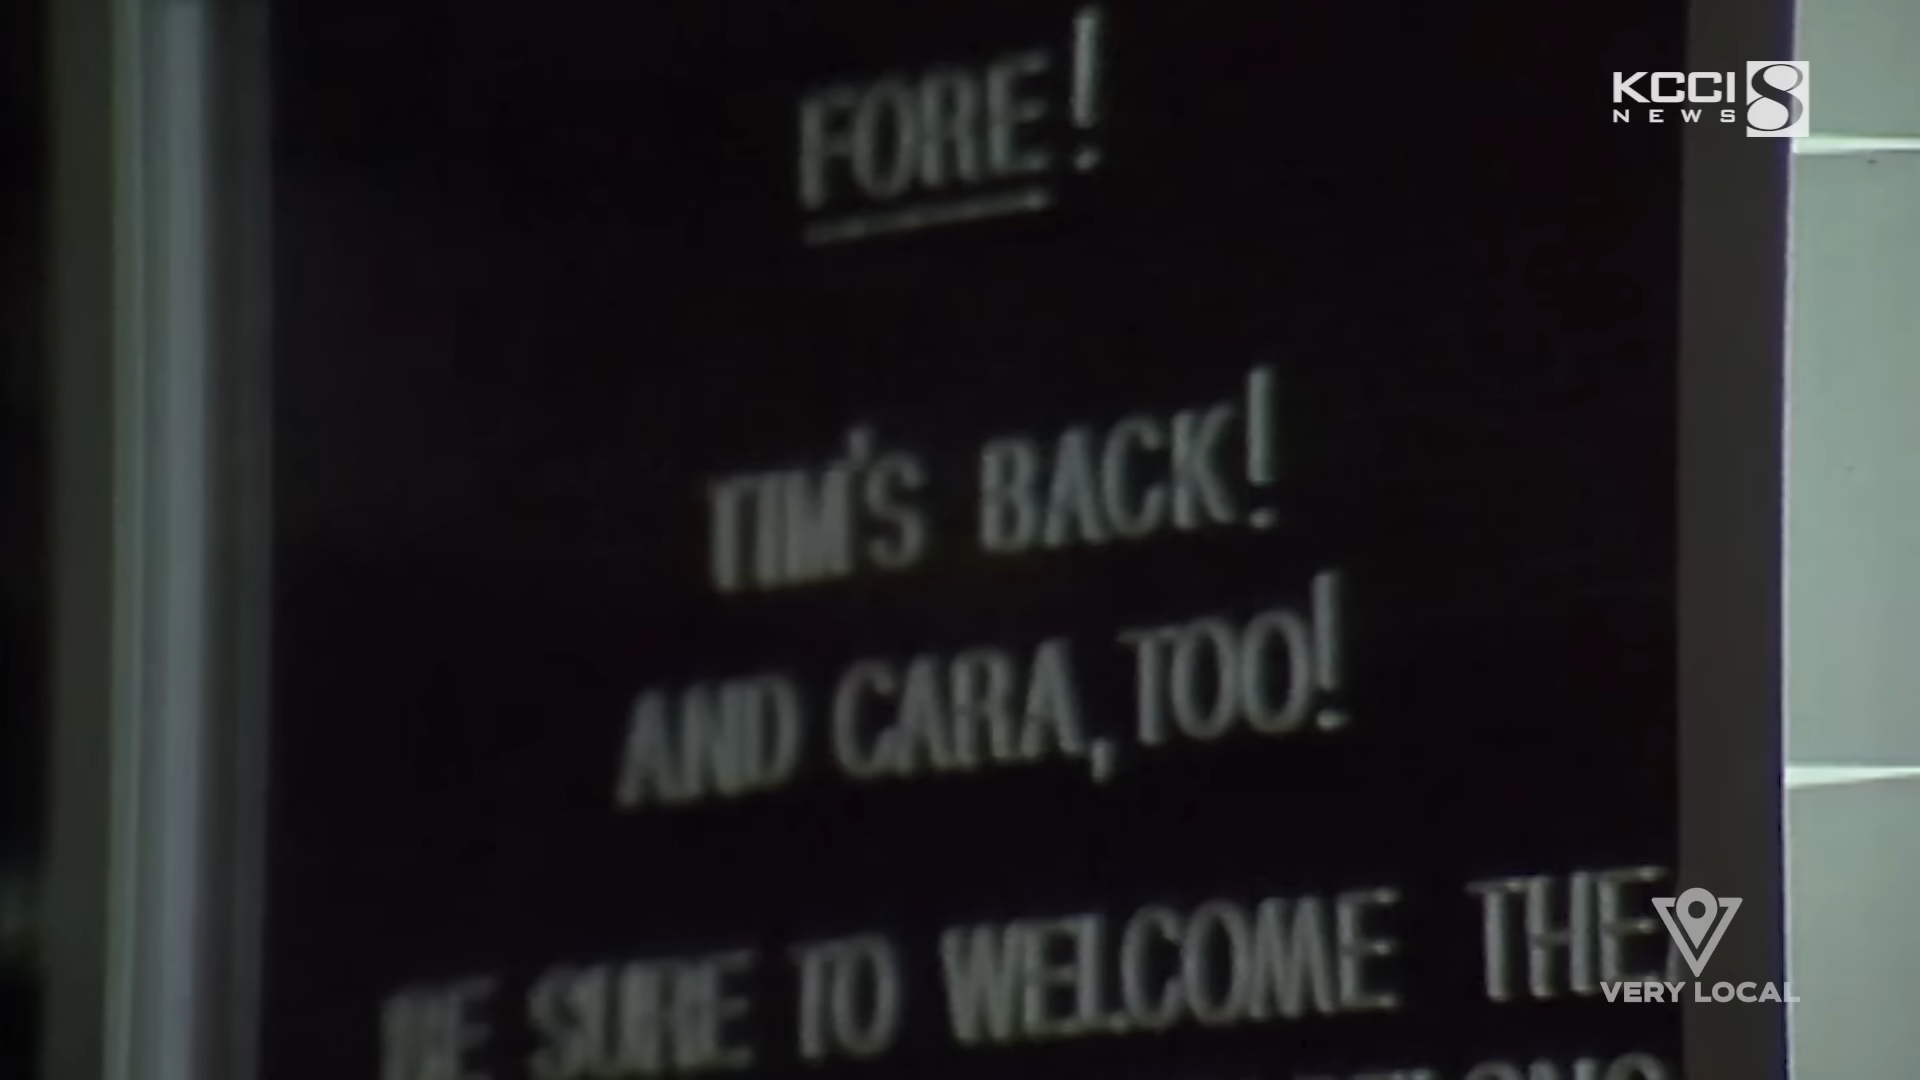 KCCI 8
NEWS
FORE!
TIM'S BACK!
AND CARA, TOO!
BE SURE TO WELCOME THE
VERY LOCAL